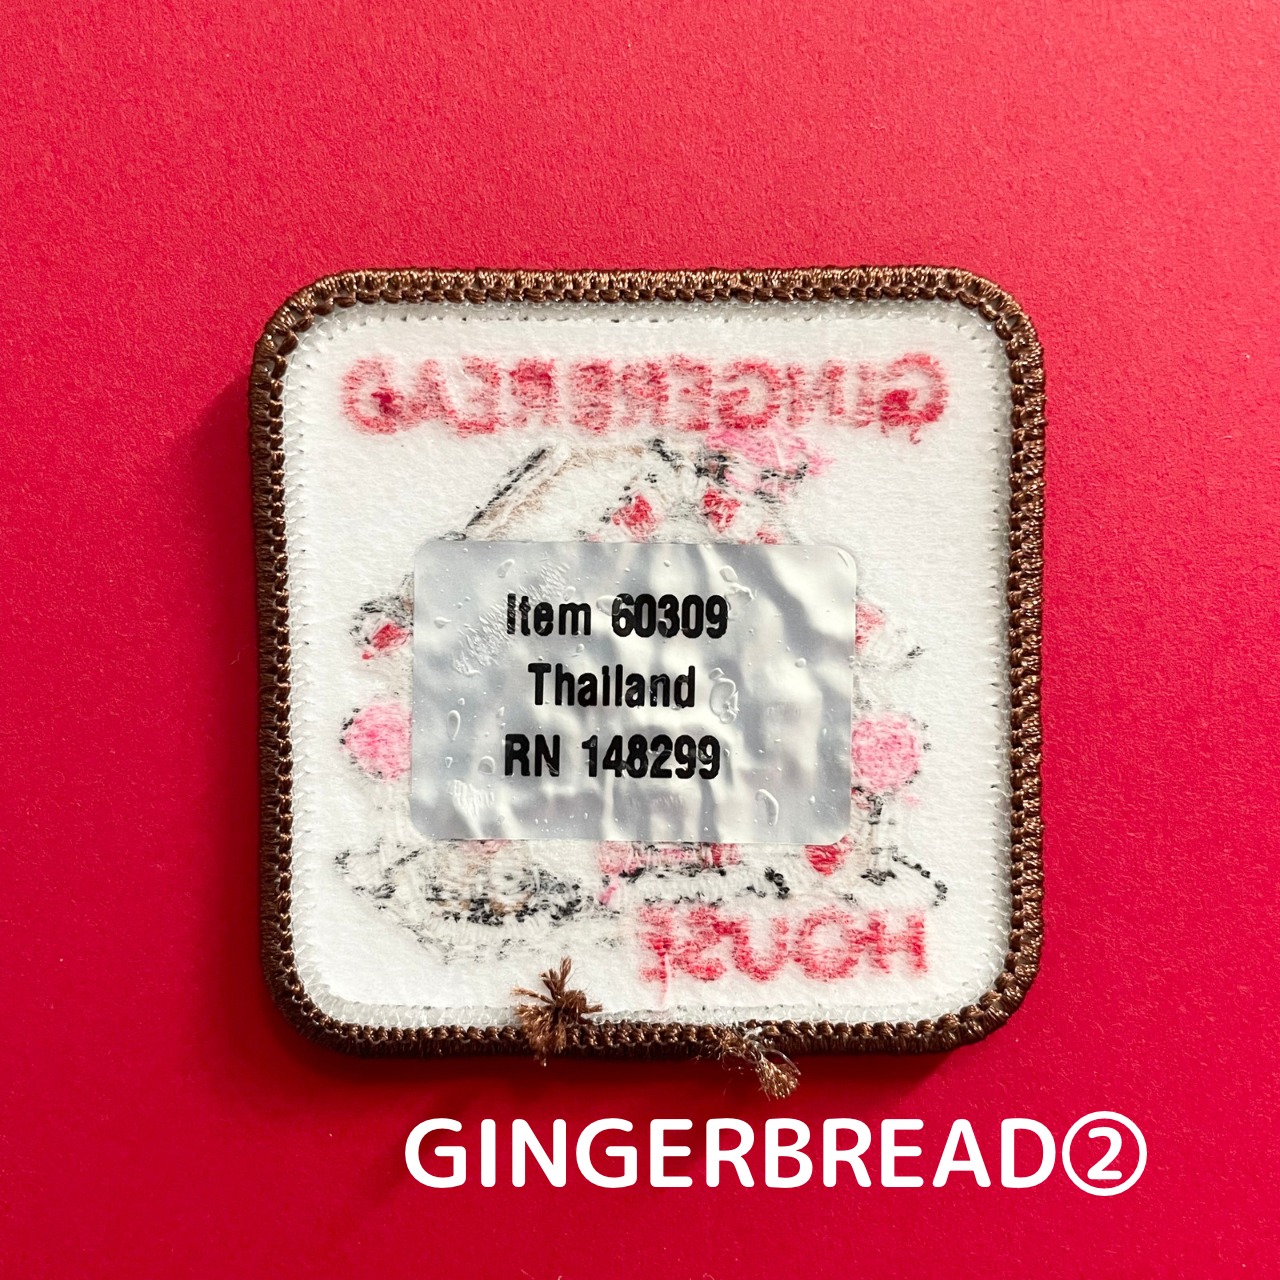 GINGERBREAD
Item 60309
Thailand
RN 148299
HOUSE
GINGERBREAD②